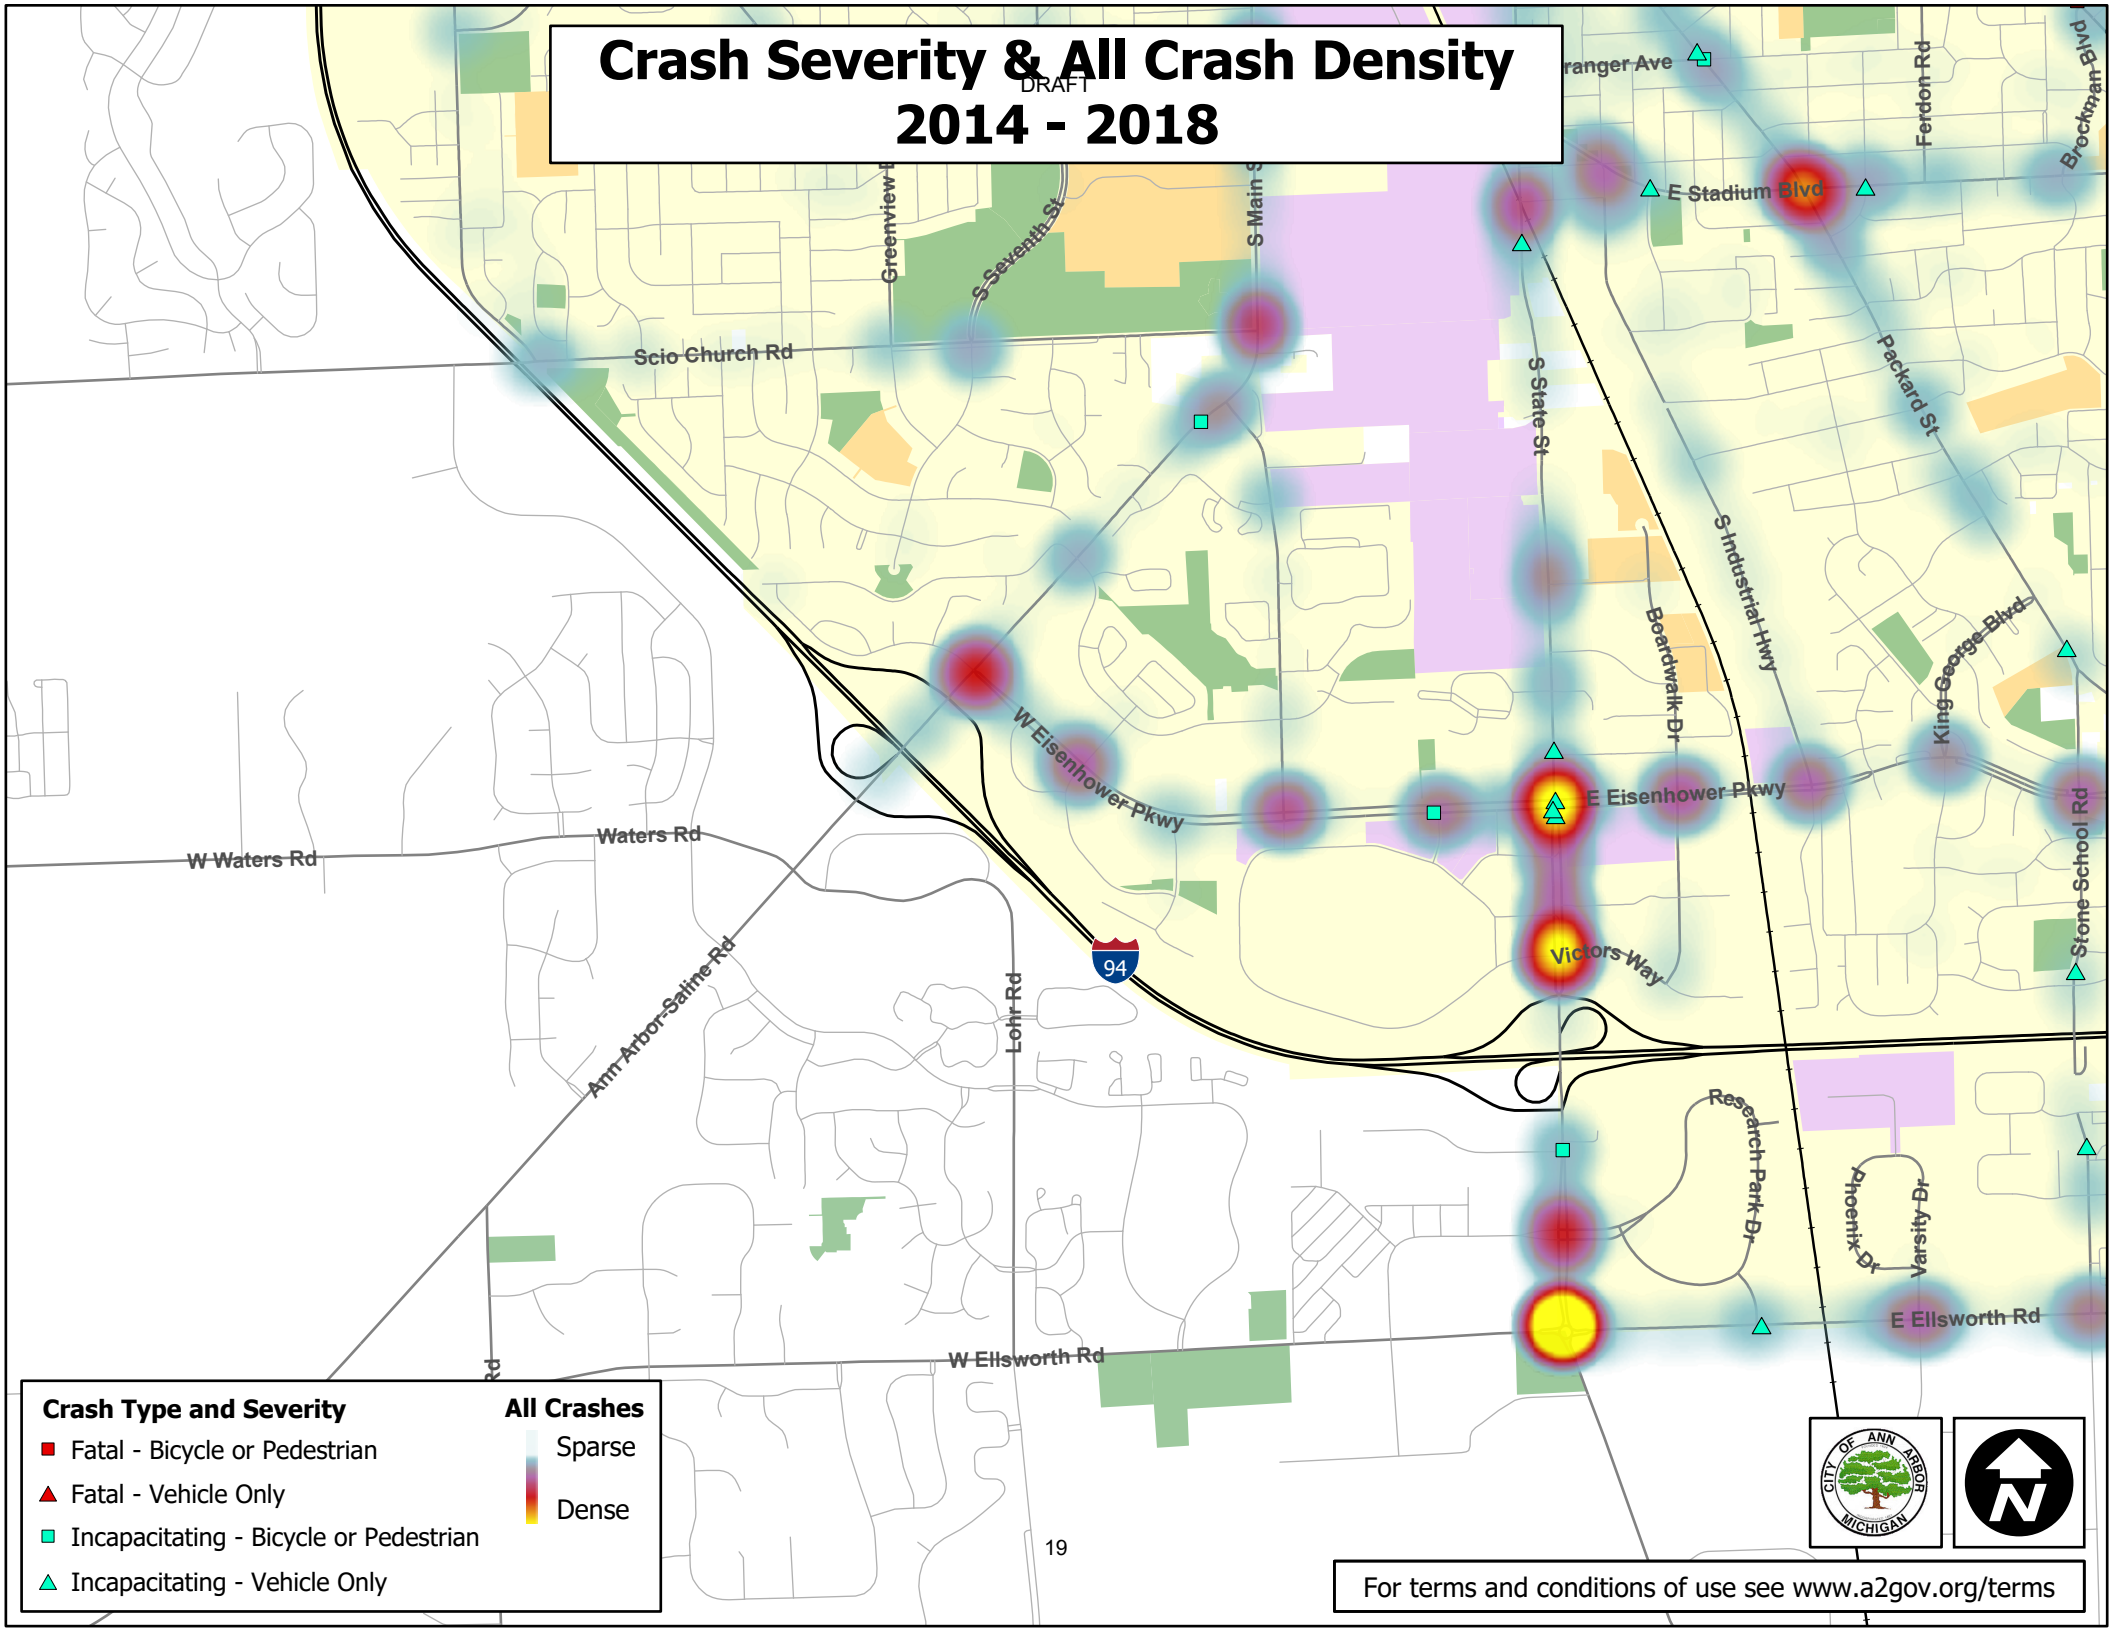 Crash Severity & All Crash Density
DRAFT
2014 - 2018
ranger Ave
Ferdon Rd
Brockman Blvd
E Stadium Blvd
Greenview
S Seventh St
S Main S
Scio Church Rd
S State St
Packard St
S Industrial Hwy
Boardwalk Dr
King George Blvd
W Eisenhower Pkwy
E Eisenhower Pkwy
W Waters Rd
Waters Rd
Stone School Rd
Victors Way
94
Ann Arbor-Saline Rd
Lohr Rd
Research Park Dr
Phoenix Dr
Varsity Dr
E Ellsworth Rd
W Ellsworth Rd
Rd
Crash Type and Severity
Fatal - Bicycle or Pedestrian
Fatal - Vehicle Only
Incapacitating - Bicycle or Pedestrian
Incapacitating - Vehicle Only
All Crashes
Sparse
Dense
19
CITY OF ANN ARBOR
MICHIGAN
N
For terms and conditions of use see www.a2gov.org/terms